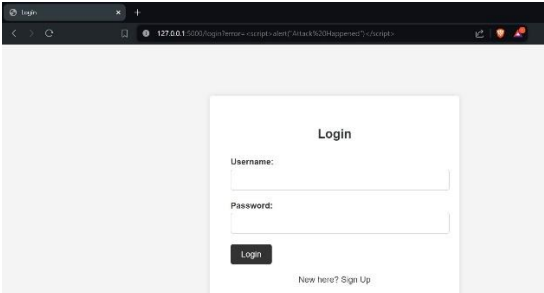 Login
127.0.0.1:5000/login?error=<script>alert("Attack%20Happened")</script>
Login
Username:
Password:
Login
New here? Sign Up